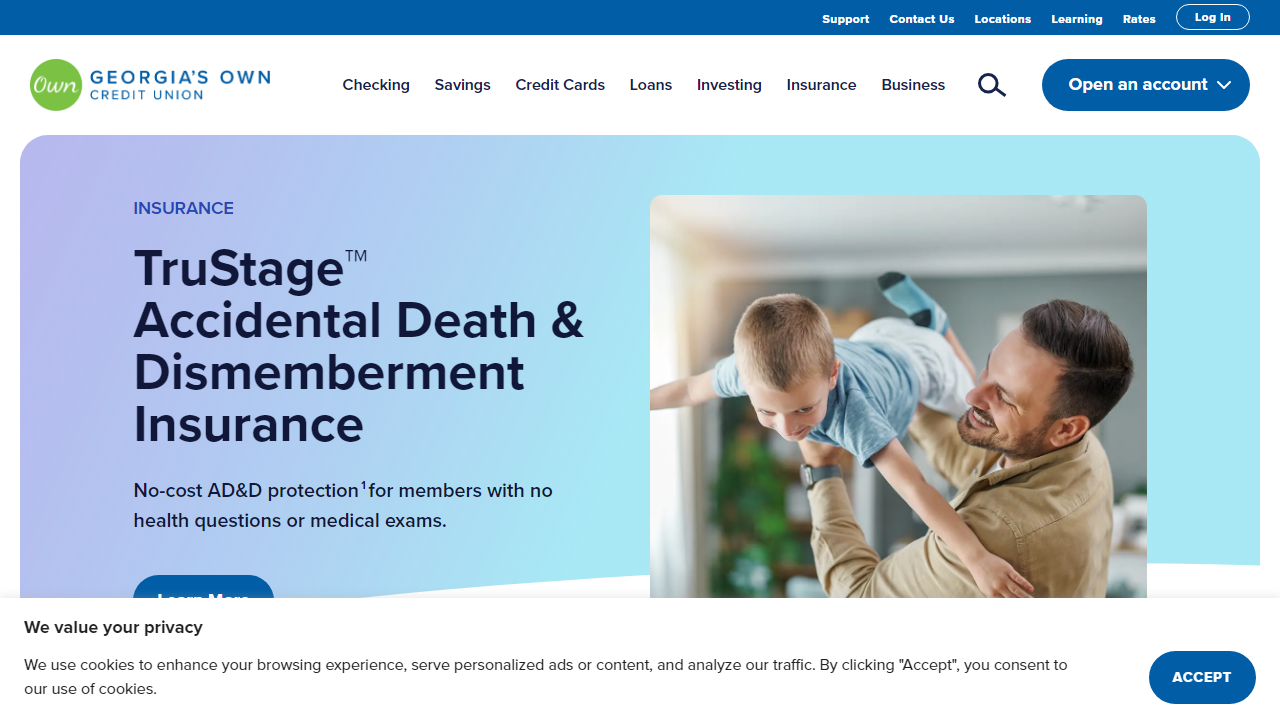 Support Contact Us Locations Learning Rates Log In
Own GEORGIA'S OWN
CREDIT UNION
Checking Savings Credit Cards Loans Investing Insurance Business Open an account
INSURANCE
TruStage™
Accidental Death &
Dismemberment
Insurance
No-cost AD&D protection¹ for members with no
health questions or medical exams.
Learn More
We value your privacy
We use cookies to enhance your browsing experience, serve personalized ads or content, and analyze our traffic. By clicking "Accept", you consent to
our use of cookies.
ACCEPT